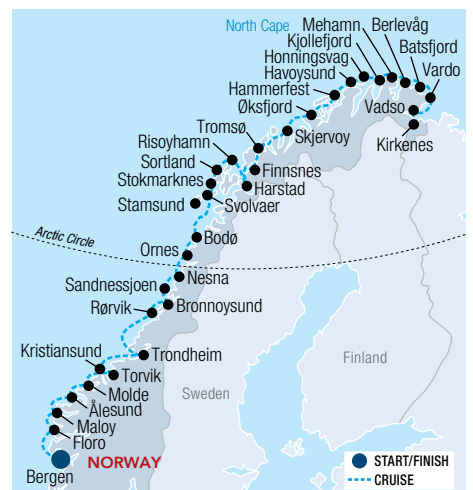 North Cape
Mehamn
Berlevåg
Kjollefjord
Batsfjord
Honningsvag
Vardo
Havoysund
Hammerfest
Vadso
Øksfjord
Kirkenes
Tromsø
Skjervoy
Risoyhamn
Finnsnes
Sortland
Harstad
Stokmarknes
Svolvaer
Stamsund
Arctic Circle
Bodø
Ornes
Nesna
Sandnessjoen
Bronnoysund
Rørvik
Kristiansund
Trondheim
Finland
Torvik
Sweden
Molde
Ålesund
Maloy
Floro
NORWAY
Bergen
START/FINISH
CRUISE